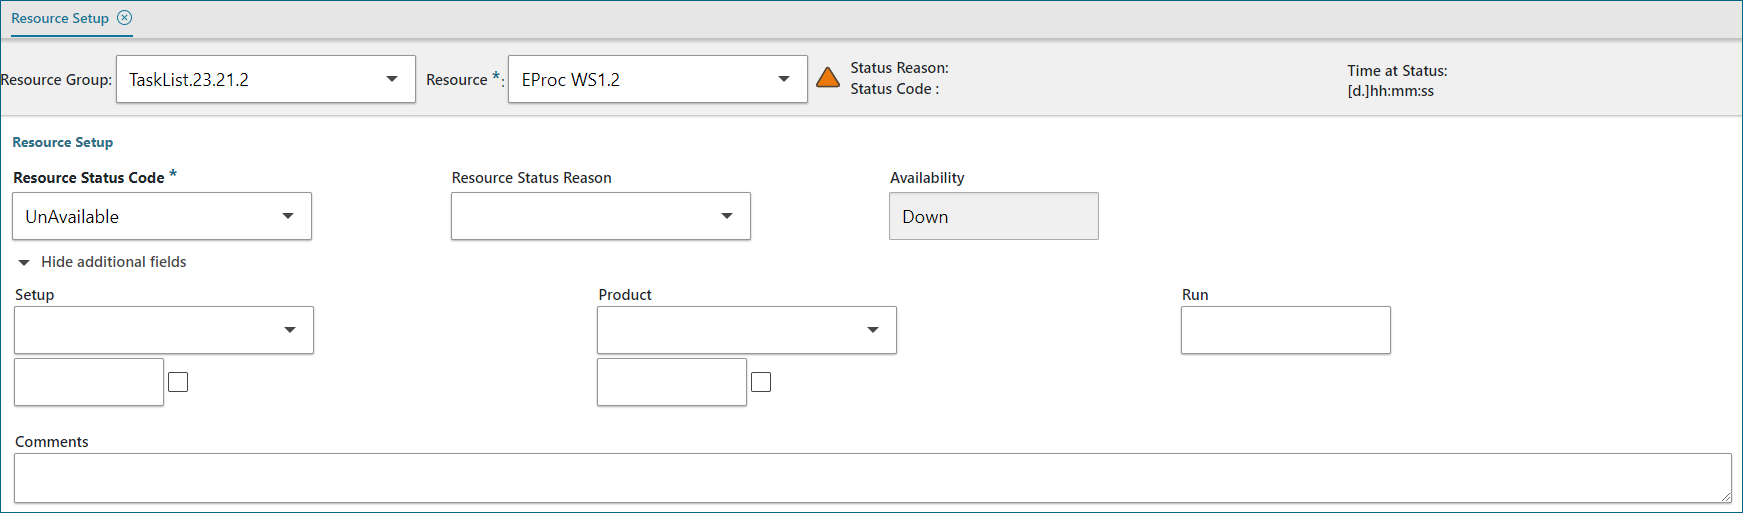 Resource Setup
Resource Group: TaskList.23.21.2 Resource *: EProc WS1.2 Status Reason: Time at Status:
Status Code : [d.]hh:mm:ss
Resource Setup
Resource Status Code * Resource Status Reason Availability
UnAvailable Down
Hide additional fields
Setup Product Run
Comments